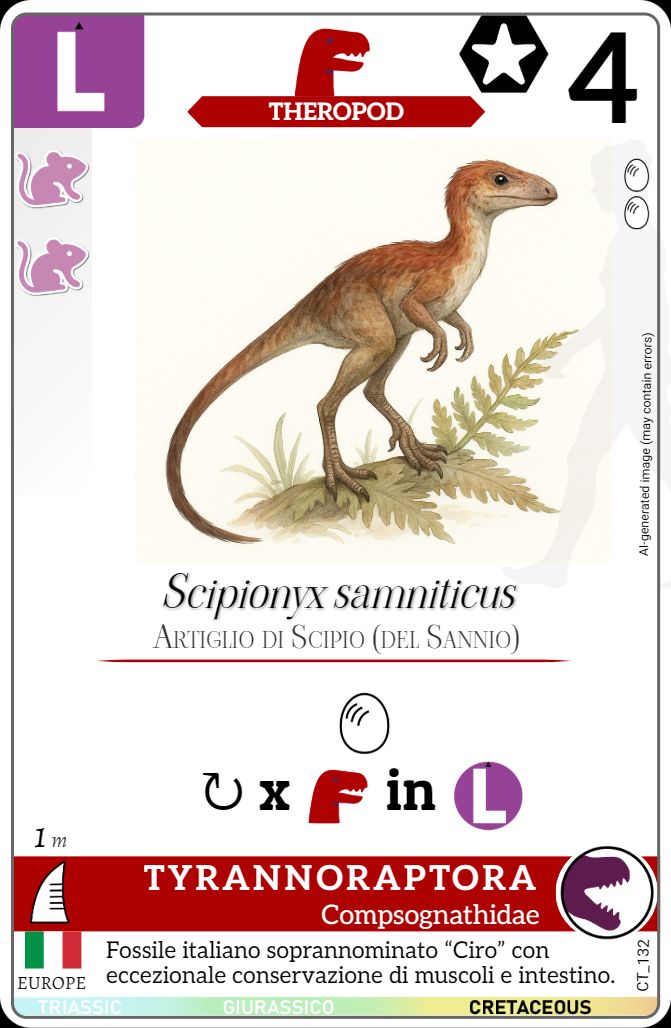 L
THEROPOD
4
AI-generated image (may contain errors)
Scipionyx samniticus
Artiglio di Scipio (del Sannio)
↻ x in L
1 m
TYRANNORAPTORA
Compsognathidae
Fossile italiano soprannominato “Ciro” con
eccezionale conservazione di muscoli e intestino.
EUROPE
CT_132
TRIASSIC GIURASSICO CRETACEOUS